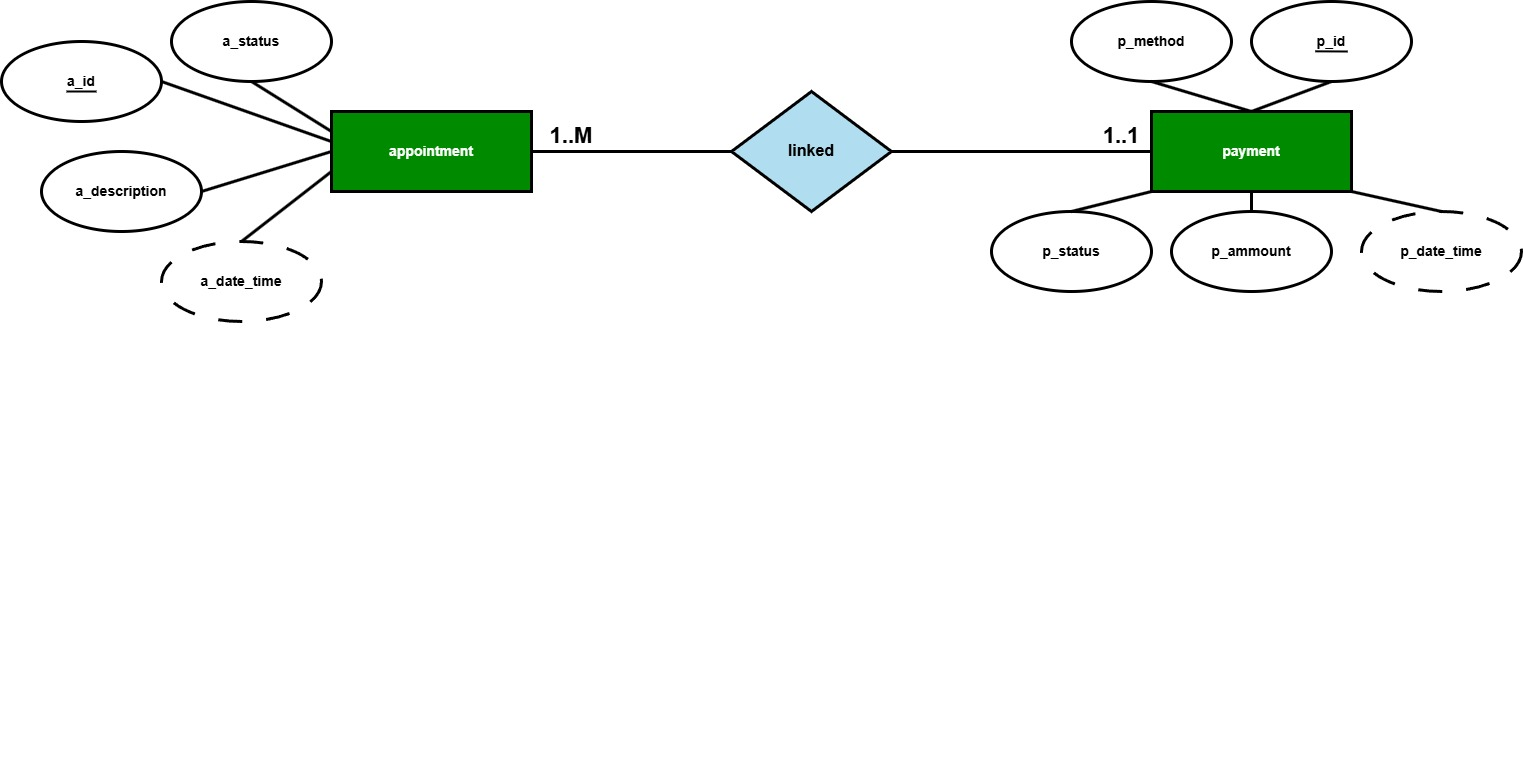 a_status
p_method
p_id
a_id
1..M
1..1
appointment
linked
payment
a_description
p_status
p_ammount
p_date_time
a_date_time